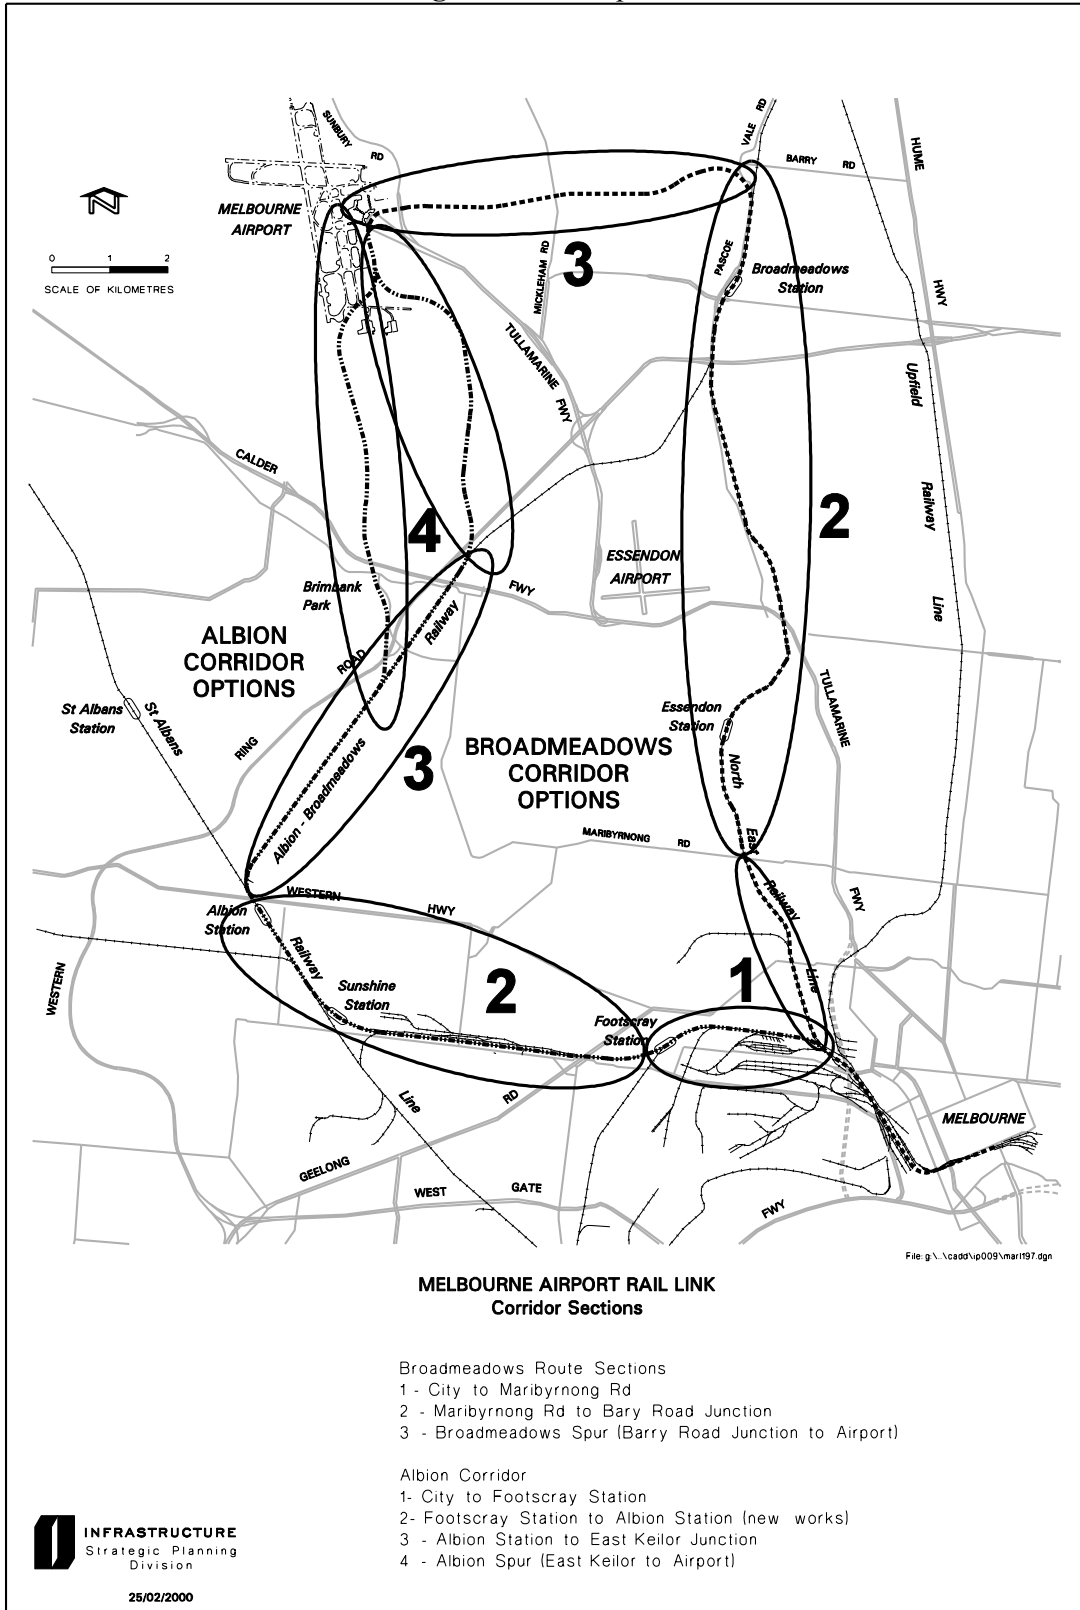 SUNBURY
RD
VALE
RD
BARRY RD
HUME
HWY
MELBOURNE
AIRPORT
0 1 2
SCALE OF KILOMETRES
MICKLEHAM RD
3
PASCOE
Broadmeadows
Station
TULLAMARINE
FWY
Upfield
Railway
Line
CALDER
FWY
4
2
ESSENDON
AIRPORT
Brimbank
Park
Railway
ALBION
CORRIDOR
OPTIONS
ROAD
RING
St Albans
Station
St Albans
Essendon
Station
TULLAMARINE
FWY
BROADMEADOWS
CORRIDOR
OPTIONS
North
East
Railway
Line
3
Albion - Broadmeadows
MARIBYRNONG RD
WESTERN
HWY
Albion
Station
Railway
Line
WESTERN
Sunshine
Station
2
1
Footscray
Station
RD
GEELONG
MELBOURNE
WEST GATE
FWY
File: g:\..\cadd\ip009\marl197.dgn
MELBOURNE AIRPORT RAIL LINK
Corridor Sections
Broadmeadows Route Sections
1 - City to Maribyrnong Rd
2 - Maribyrnong Rd to Bary Road Junction
3 - Broadmeadows Spur (Barry Road Junction to Airport)
Albion Corridor
1- City to Footscray Station
2- Footscray Station to Albion Station (new works)
3 - Albion Station to East Keilor Junction
4 - Albion Spur (East Keilor to Airport)
INFRASTRUCTURE
Strategic Planning
Division
25/02/2000